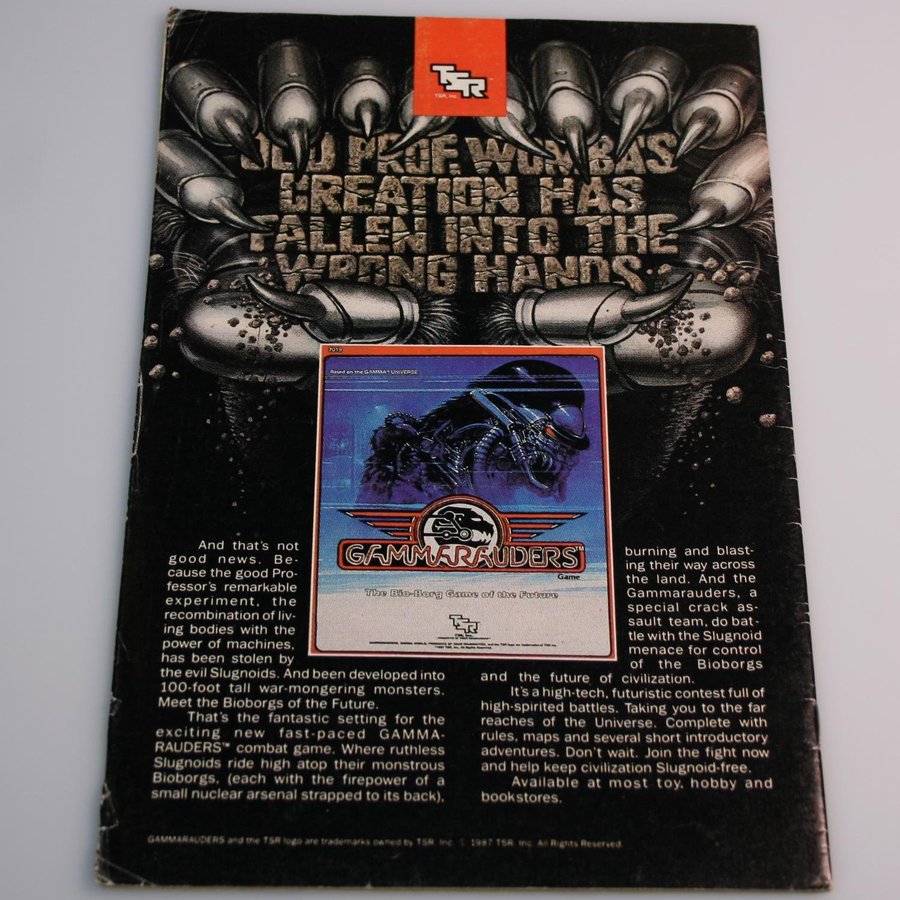 TSR
TSR, Inc.
OLD PROF. WOMBA'S
CREATION HAS
FALLEN INTO THE
WRONG HANDS.
7015
Based on the GAMMA™ UNIVERSE
GAMMARAUDERS™
Game
The Bio-Borg Game of the Future
TSR
TSR, Inc.
And that's not
good news. Be-
cause the good Pro-
fessor's remarkable
experiment, the
recombination of liv-
ing bodies with the
power of machines,
has been stolen by
the evil Slugnoids. And been developed into
100-foot tall war-mongering monsters.
Meet the Bioborgs of the Future.
That's the fantastic setting for the
exciting new fast-paced GAMMA-
RAUDERS™ combat game. Where ruthless
Slugnoids ride high atop their monstrous
Bioborgs, (each with the firepower of a
small nuclear arsenal strapped to its back),
burning and blast-
ing their way across
the land. And the
Gammarauders, a
special crack as-
sault team, do bat-
tle with the Slugnoid
menace for control
of the Bioborgs
and the future of civilization.
It's a high-tech, futuristic contest full of
high-spirited battles. Taking you to the far
reaches of the Universe. Complete with
rules, maps and several short introductory
adventures. Don't wait. Join the fight now
and help keep civilization Slugnoid-free.
Available at most toy, hobby and
bookstores.
GAMMARAUDERS and the TSR logo are trademarks owned by TSR, Inc. © 1987 TSR, Inc. All Rights Reserved.